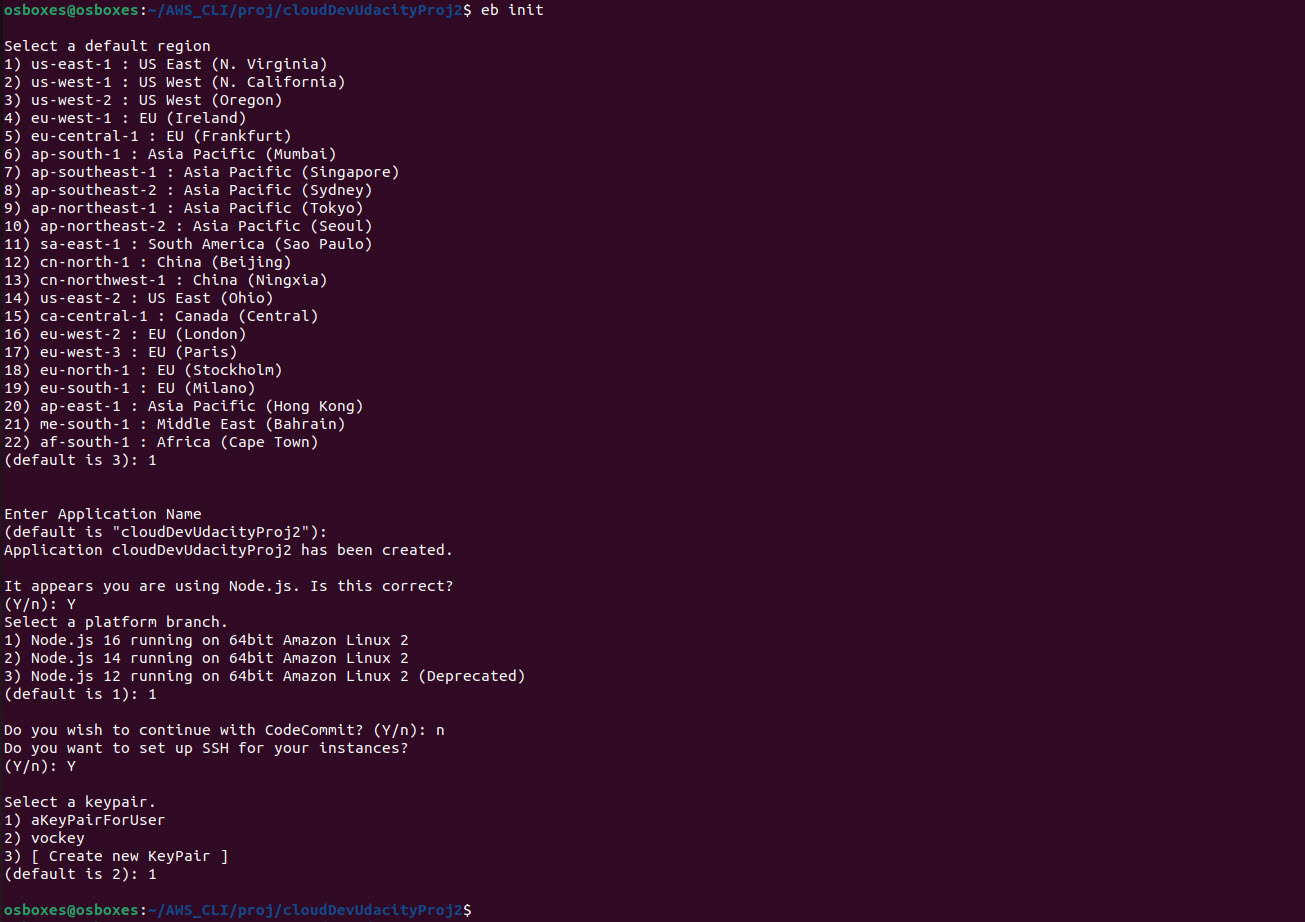 osboxes@osboxes:~/AWS_CLI/proj/cloudDevUdacityProj2$ eb init
Select a default region
1) us-east-1 : US East (N. Virginia)
2) us-west-1 : US West (N. California)
3) us-west-2 : US West (Oregon)
4) eu-west-1 : EU (Ireland)
5) eu-central-1 : EU (Frankfurt)
6) ap-south-1 : Asia Pacific (Mumbai)
7) ap-southeast-1 : Asia Pacific (Singapore)
8) ap-southeast-2 : Asia Pacific (Sydney)
9) ap-northeast-1 : Asia Pacific (Tokyo)
10) ap-northeast-2 : Asia Pacific (Seoul)
11) sa-east-1 : South America (Sao Paulo)
12) cn-north-1 : China (Beijing)
13) cn-northwest-1 : China (Ningxia)
14) us-east-2 : US East (Ohio)
15) ca-central-1 : Canada (Central)
16) eu-west-2 : EU (London)
17) eu-west-3 : EU (Paris)
18) eu-north-1 : EU (Stockholm)
19) eu-south-1 : EU (Milano)
20) ap-east-1 : Asia Pacific (Hong Kong)
21) me-south-1 : Middle East (Bahrain)
22) af-south-1 : Africa (Cape Town)
(default is 3): 1
Enter Application Name
(default is "cloudDevUdacityProj2"):
Application cloudDevUdacityProj2 has been created.
It appears you are using Node.js. Is this correct?
(Y/n): Y
Select a platform branch.
1) Node.js 16 running on 64bit Amazon Linux 2
2) Node.js 14 running on 64bit Amazon Linux 2
3) Node.js 12 running on 64bit Amazon Linux 2 (Deprecated)
(default is 1): 1
Do you wish to continue with CodeCommit? (Y/n): n
Do you want to set up SSH for your instances?
(Y/n): Y
Select a keypair.
1) aKeyPairForUser
2) vockey
3) [ Create new KeyPair ]
(default is 2): 1
osboxes@osboxes:~/AWS_CLI/proj/cloudDevUdacityProj2$